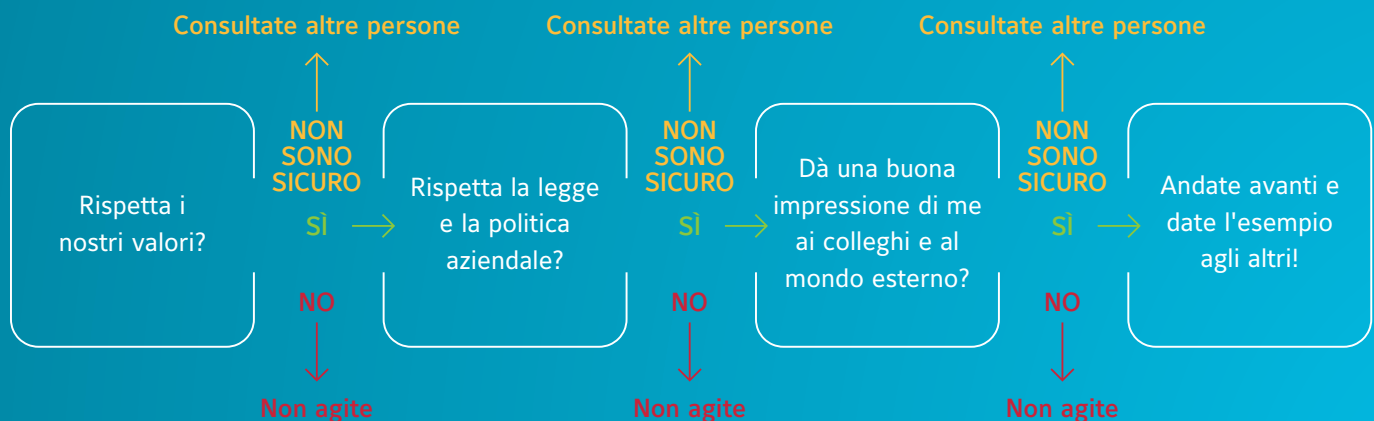 Consultate altre persone
Consultate altre persone
Consultate altre persone
Rispetta i
nostri valori?
NON
SONO
SICURO
SÌ
NO
Non agite
Rispetta la legge
e la politica
aziendale?
NON
SONO
SICURO
SÌ
NO
Non agite
Dà una buona
impressione di me
ai colleghi e al
mondo esterno?
NON
SONO
SICURO
SÌ
NO
Non agite
Andate avanti e
date l'esempio
agli altri!